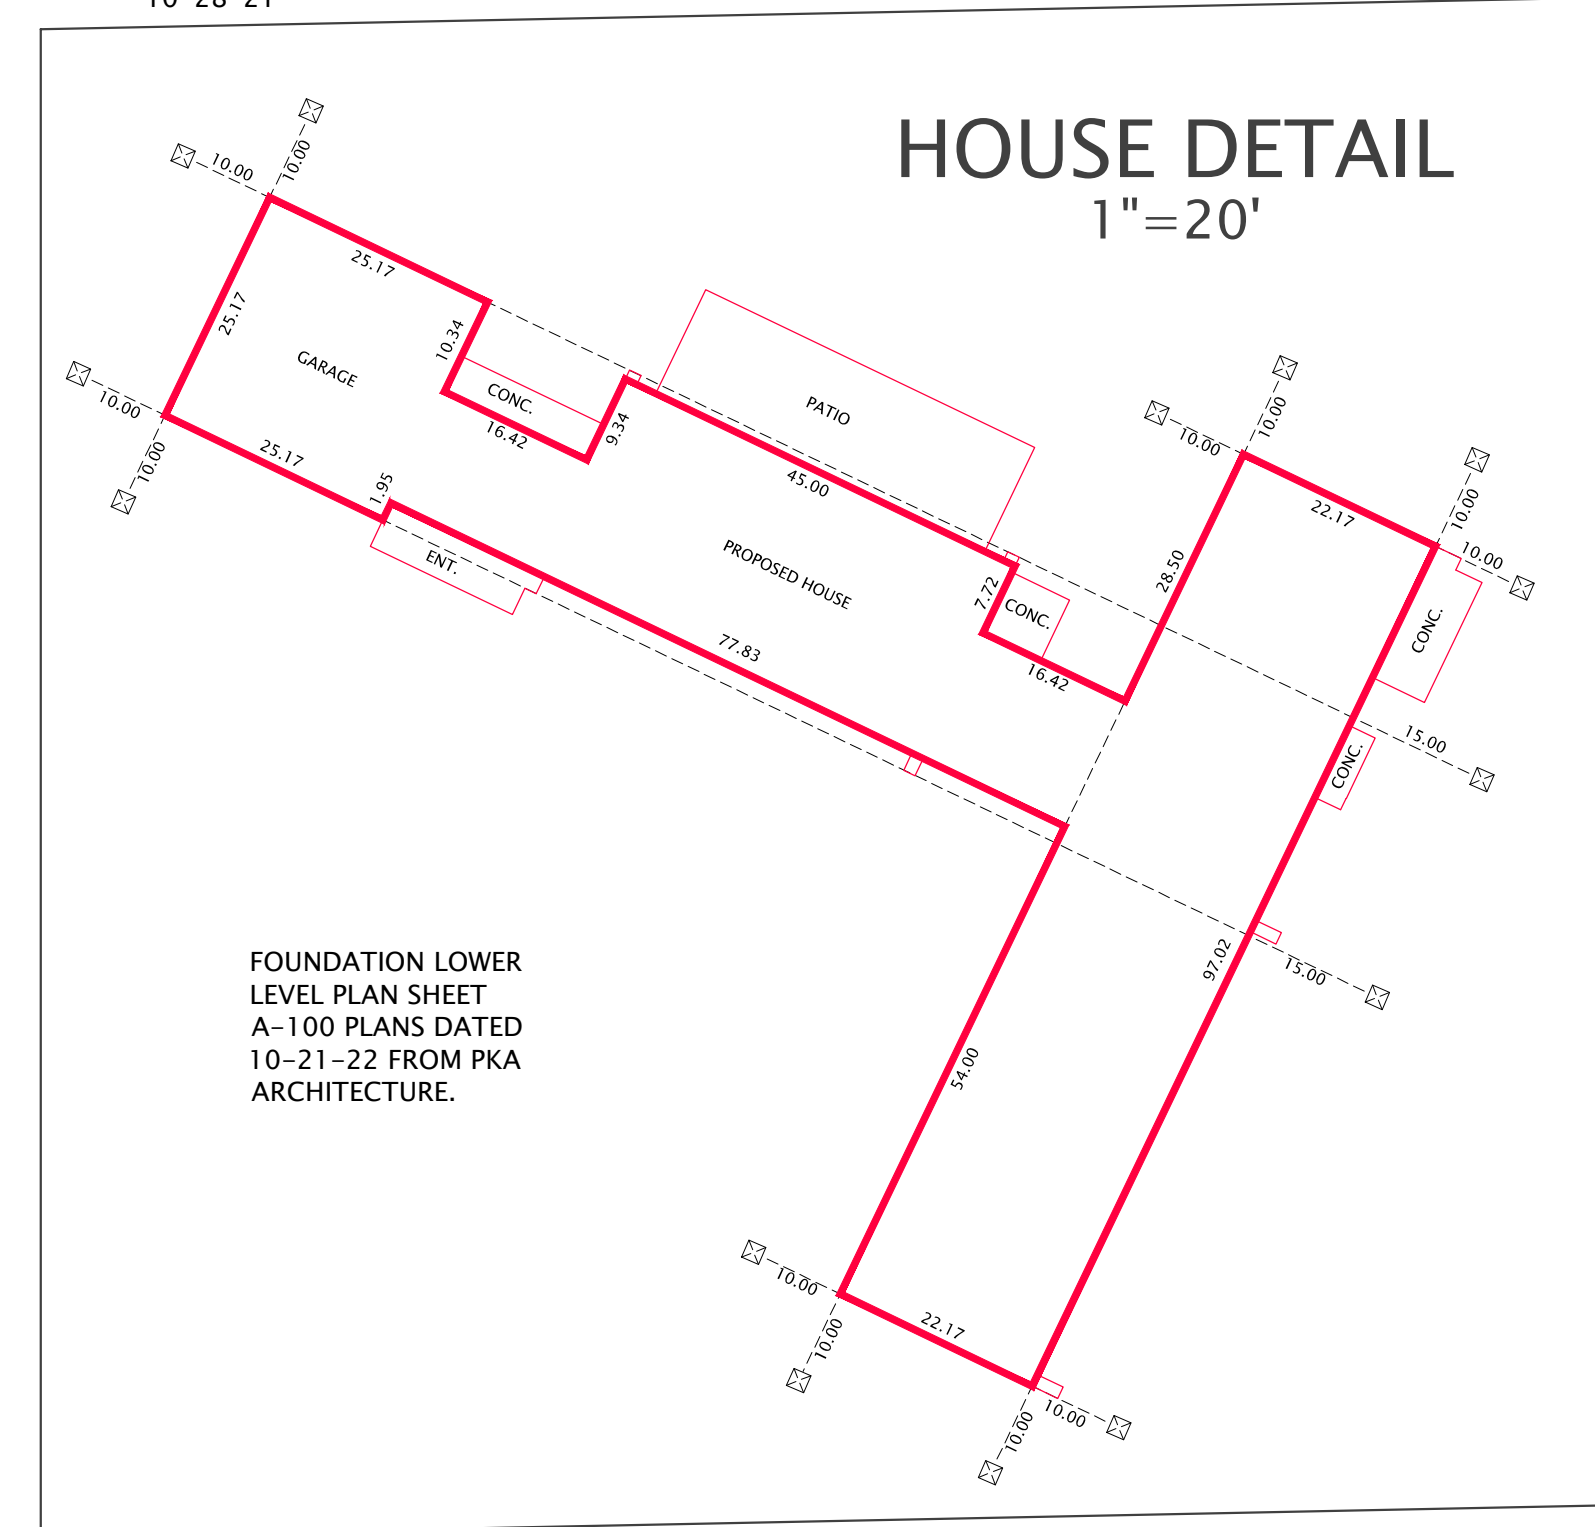 10-28-21
HOUSE DETAIL
1"=20'
10.00
10.00
25.17
25.17
GARAGE
10.34
CONC.
16.42
9.34
10.00
10.00
25.17
1.95
ENT.
PATIO
45.00
PROPOSED HOUSE
77.83
7.72
CONC.
16.42
28.50
10.00
10.00
22.17
10.00
10.00
CONC.
15.00
CONC.
97.02
15.00
54.00
FOUNDATION LOWER
LEVEL PLAN SHEET
A-100 PLANS DATED
10-21-22 FROM PKA
ARCHITECTURE.
10.00
10.00
22.17
10.00
10.00